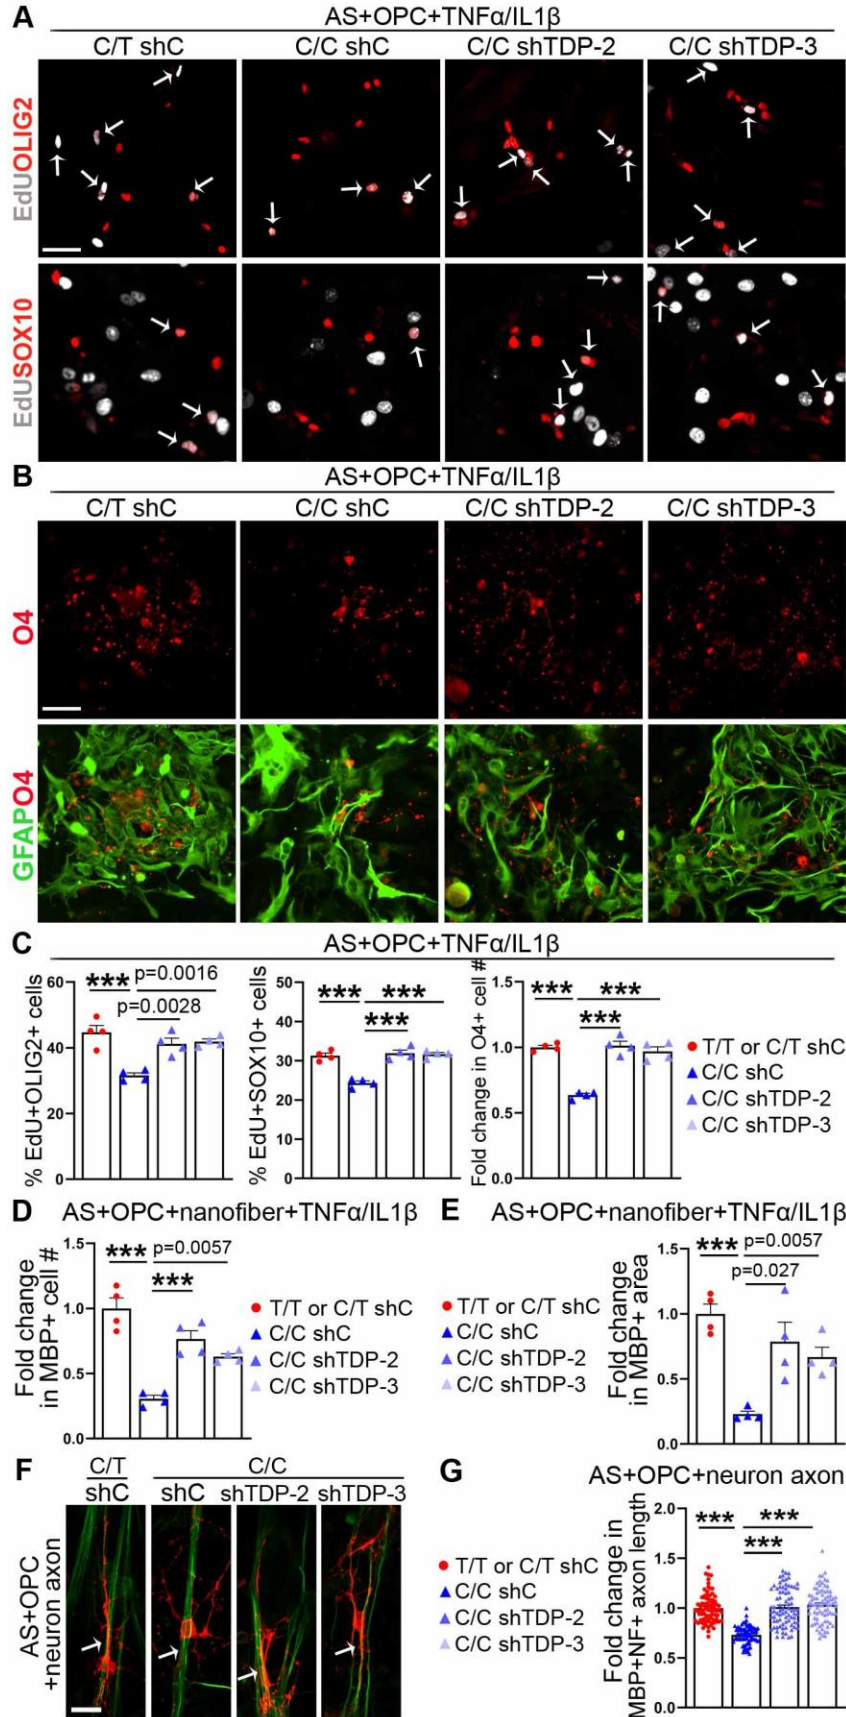 A
AS+OPC+TNFα/IL1β
C/T shC C/C shC C/C shTDP-2 C/C shTDP-3
EdUOLIG2
EdUSOX10
B
AS+OPC+TNFα/IL1β
C/T shC C/C shC C/C shTDP-2 C/C shTDP-3
O4
GFAPO4
C
AS+OPC+TNFα/IL1β
% EdU+OLIG2+ cells
60
40
20
0
***
p=0.0016
p=0.0028
% EdU+SOX10+ cells
50
40
30
20
10
0
*** ***
***
Fold change in O4+ cell #
1.5
1.0
0.5
0.0
*** ***
***
T/T or C/T shC
C/C shC
C/C shTDP-2
C/C shTDP-3
D
AS+OPC+nanofiber+TNFα/IL1β
Fold change
in MBP+ cell #
1.5
1.0
0.5
0.0
***
p=0.0057
***
T/T or C/T shC
C/C shC
C/C shTDP-2
C/C shTDP-3
E
AS+OPC+nanofiber+TNFα/IL1β
T/T or C/T shC
C/C shC
C/C shTDP-2
C/C shTDP-3
Fold change
in MBP+ area
1.5
1.0
0.5
0.0
***
p=0.0057
p=0.027
F
C/T C/C
shC shC shTDP-2 shTDP-3
AS+OPC
+neuron axon
G
AS+OPC+neuron axon
T/T or C/T shC
C/C shC
C/C shTDP-2
C/C shTDP-3
Fold change in
MBP+NF+ axon length
2.0
1.5
1.0
0.5
0.0
*** ***
***